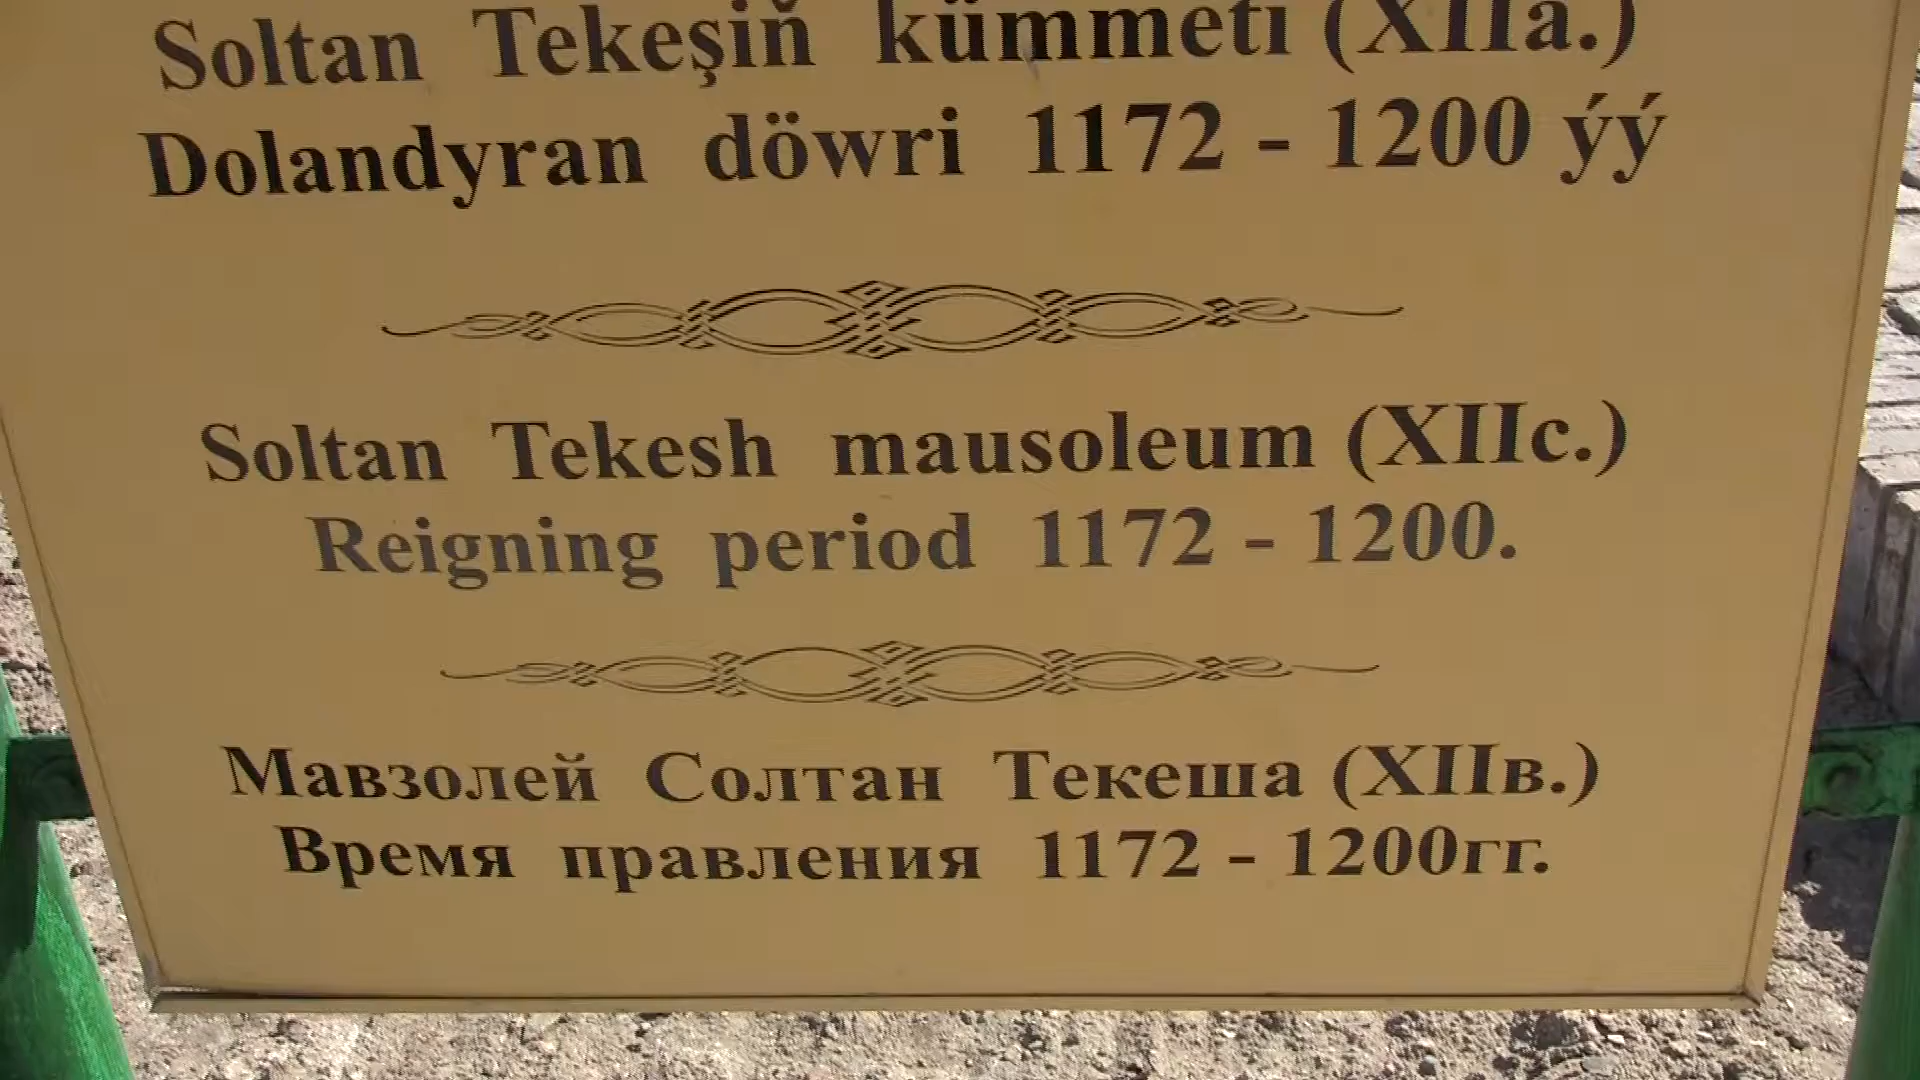 Soltan Tekeşiň kümmeti (XIIa.)
Dolandyran döwri 1172 - 1200 ýý
Soltan Tekesh mausoleum (XIIc.)
Reigning period 1172 - 1200.
Мавзолей Солтан Текеша (XIIв.)
Время правления 1172 - 1200гг.